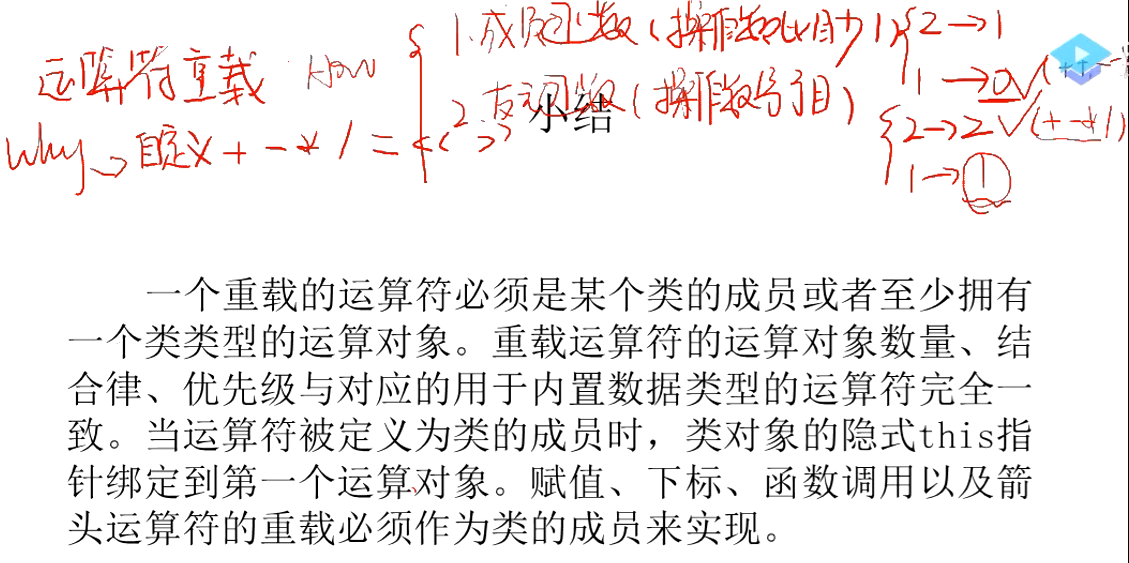 运算符重载 How
1.成员函数(操作数比目少1) 2→1
1→0√(++--
2.友元函数(操作数等于目) 2→2√(+-*/)
1→1
why→自定义+-*/=<< >>
小结
一个重载的运算符必须是某个类的成员或者至少拥有
一个类类型的运算对象。重载运算符的运算对象数量、结
合律、优先级与对应的用于内置数据类型的运算符完全一
致。当运算符被定义为类的成员时，类对象的隐式this指
针绑定到第一个运算对象。赋值、下标、函数调用以及箭
头运算符的重载必须作为类的成员来实现。